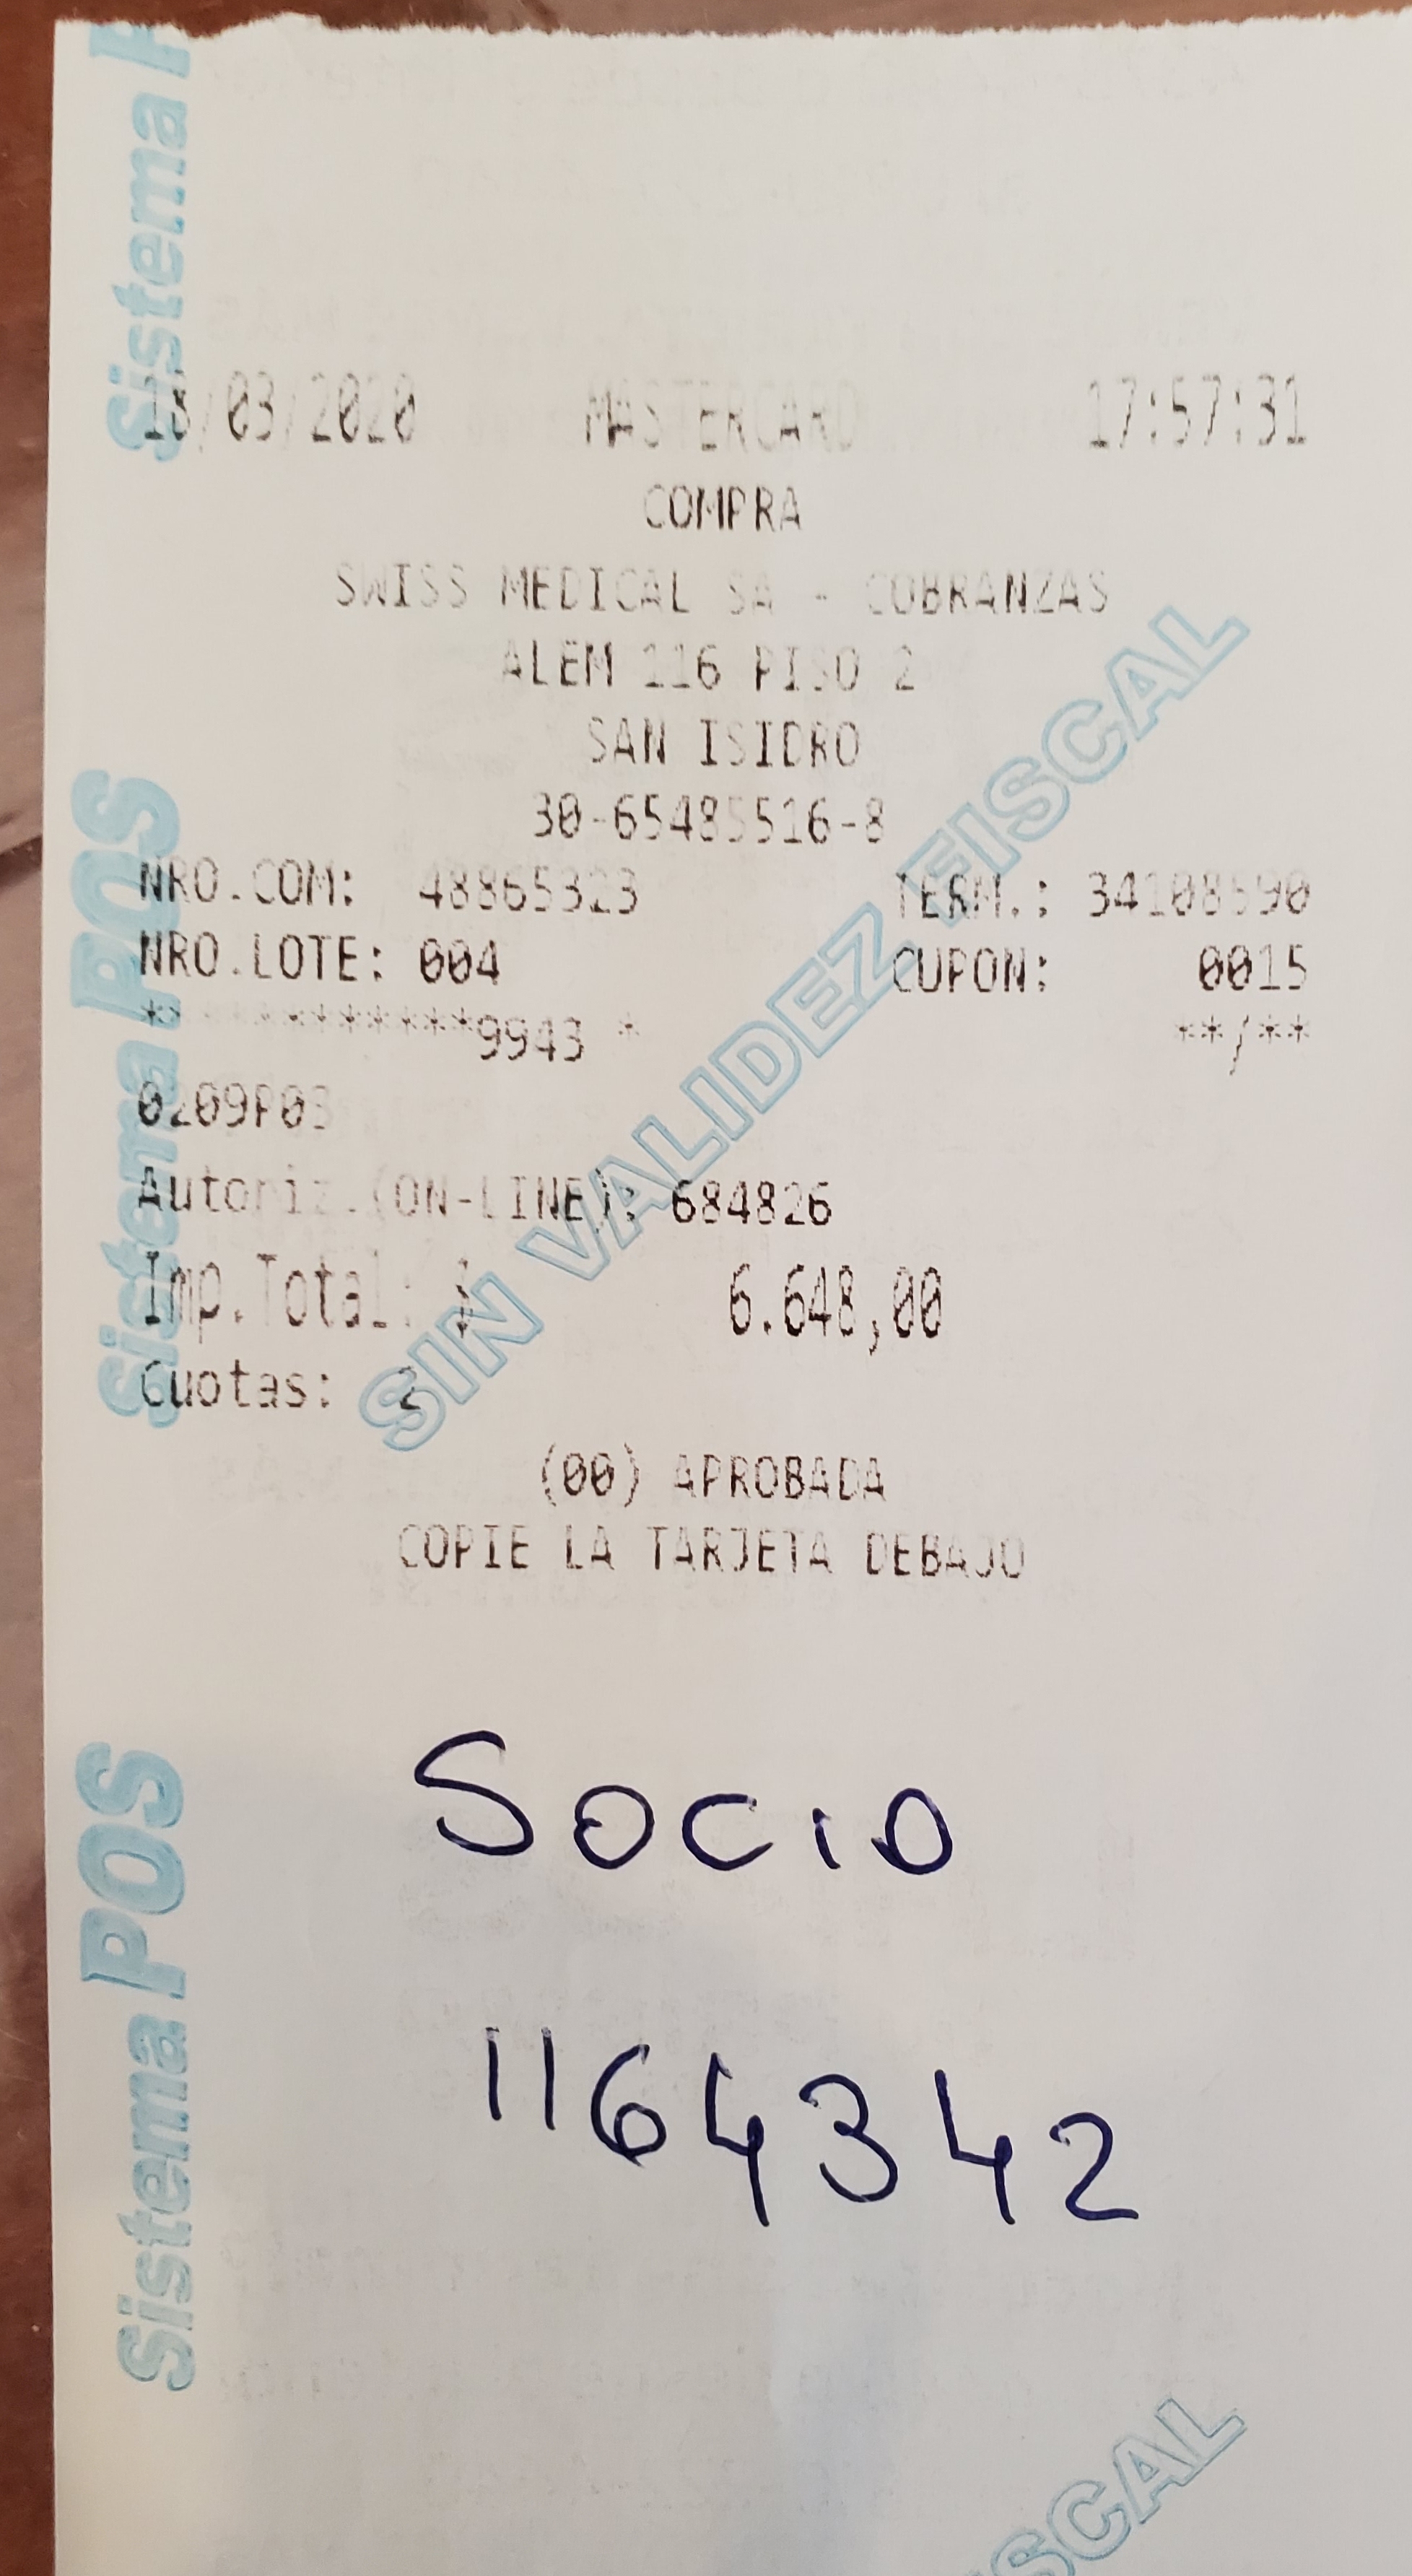 18/03/2020 MASTERCARD 17:57:31
COMPRA
SWISS MEDICAL SA - COBRANZAS
ALEM 116 PISO 2
SAN ISIDRO
30-65485516-8
NRO.COM: 48865323 TERM.: 34108590
NRO.LOTE: 004 CUPON: 0015
************9943 * **/**
0209P03
Autoriz.(ON-LINE): 684826
Imp.Total: $ 6.648,00
Cuotas:
(00) APROBADA
COPIE LA TARJETA DEBAJO
Socio
1164342
Sistema POS
Sistema POS
Sistema P
SIN VALIDEZ FISCAL
FISCAL